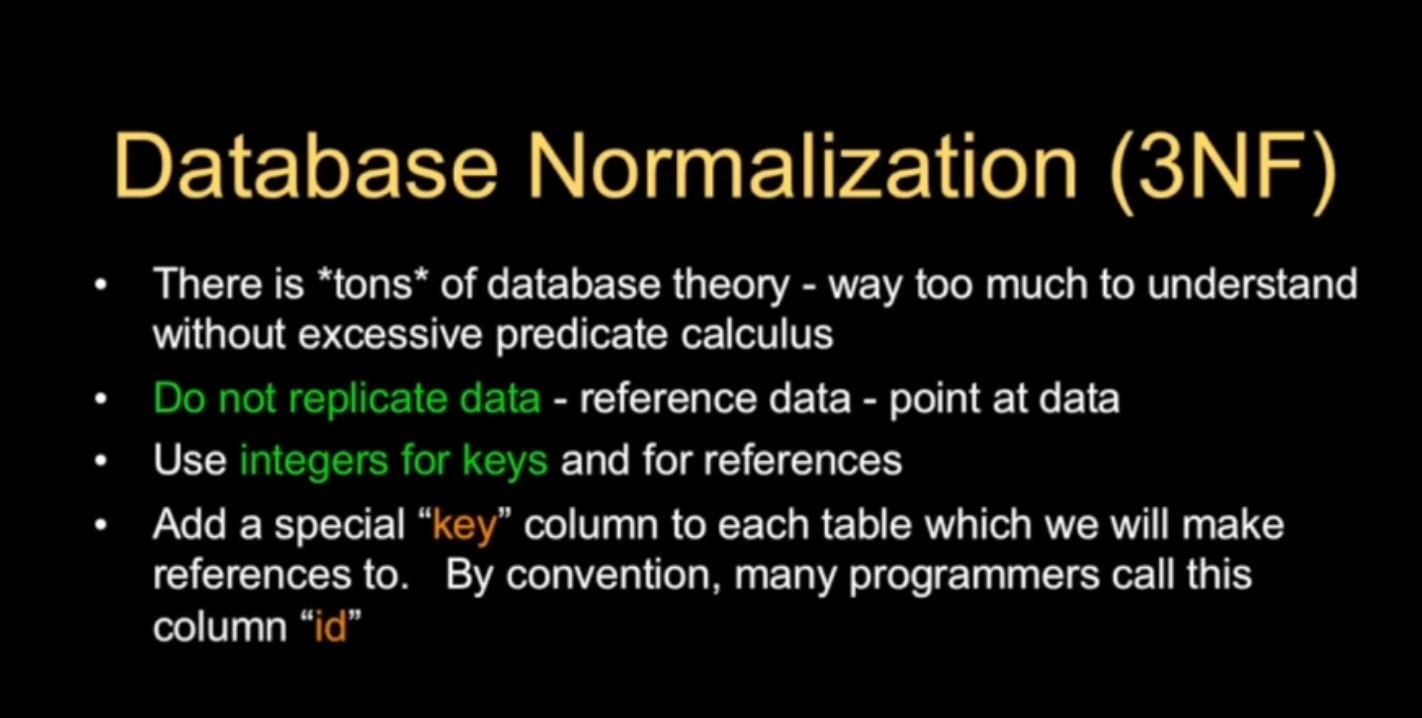 Database Normalization (3NF)
• There is *tons* of database theory - way too much to understand
without excessive predicate calculus
• Do not replicate data - reference data - point at data
• Use integers for keys and for references
• Add a special “key” column to each table which we will make
references to.   By convention, many programmers call this
column “id”